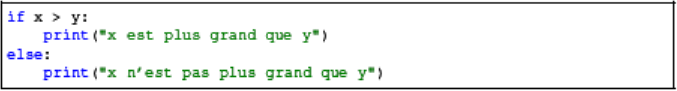 if x > y:
    print("x est plus grand que y")
else:
    print("x n’est pas plus grand que y")